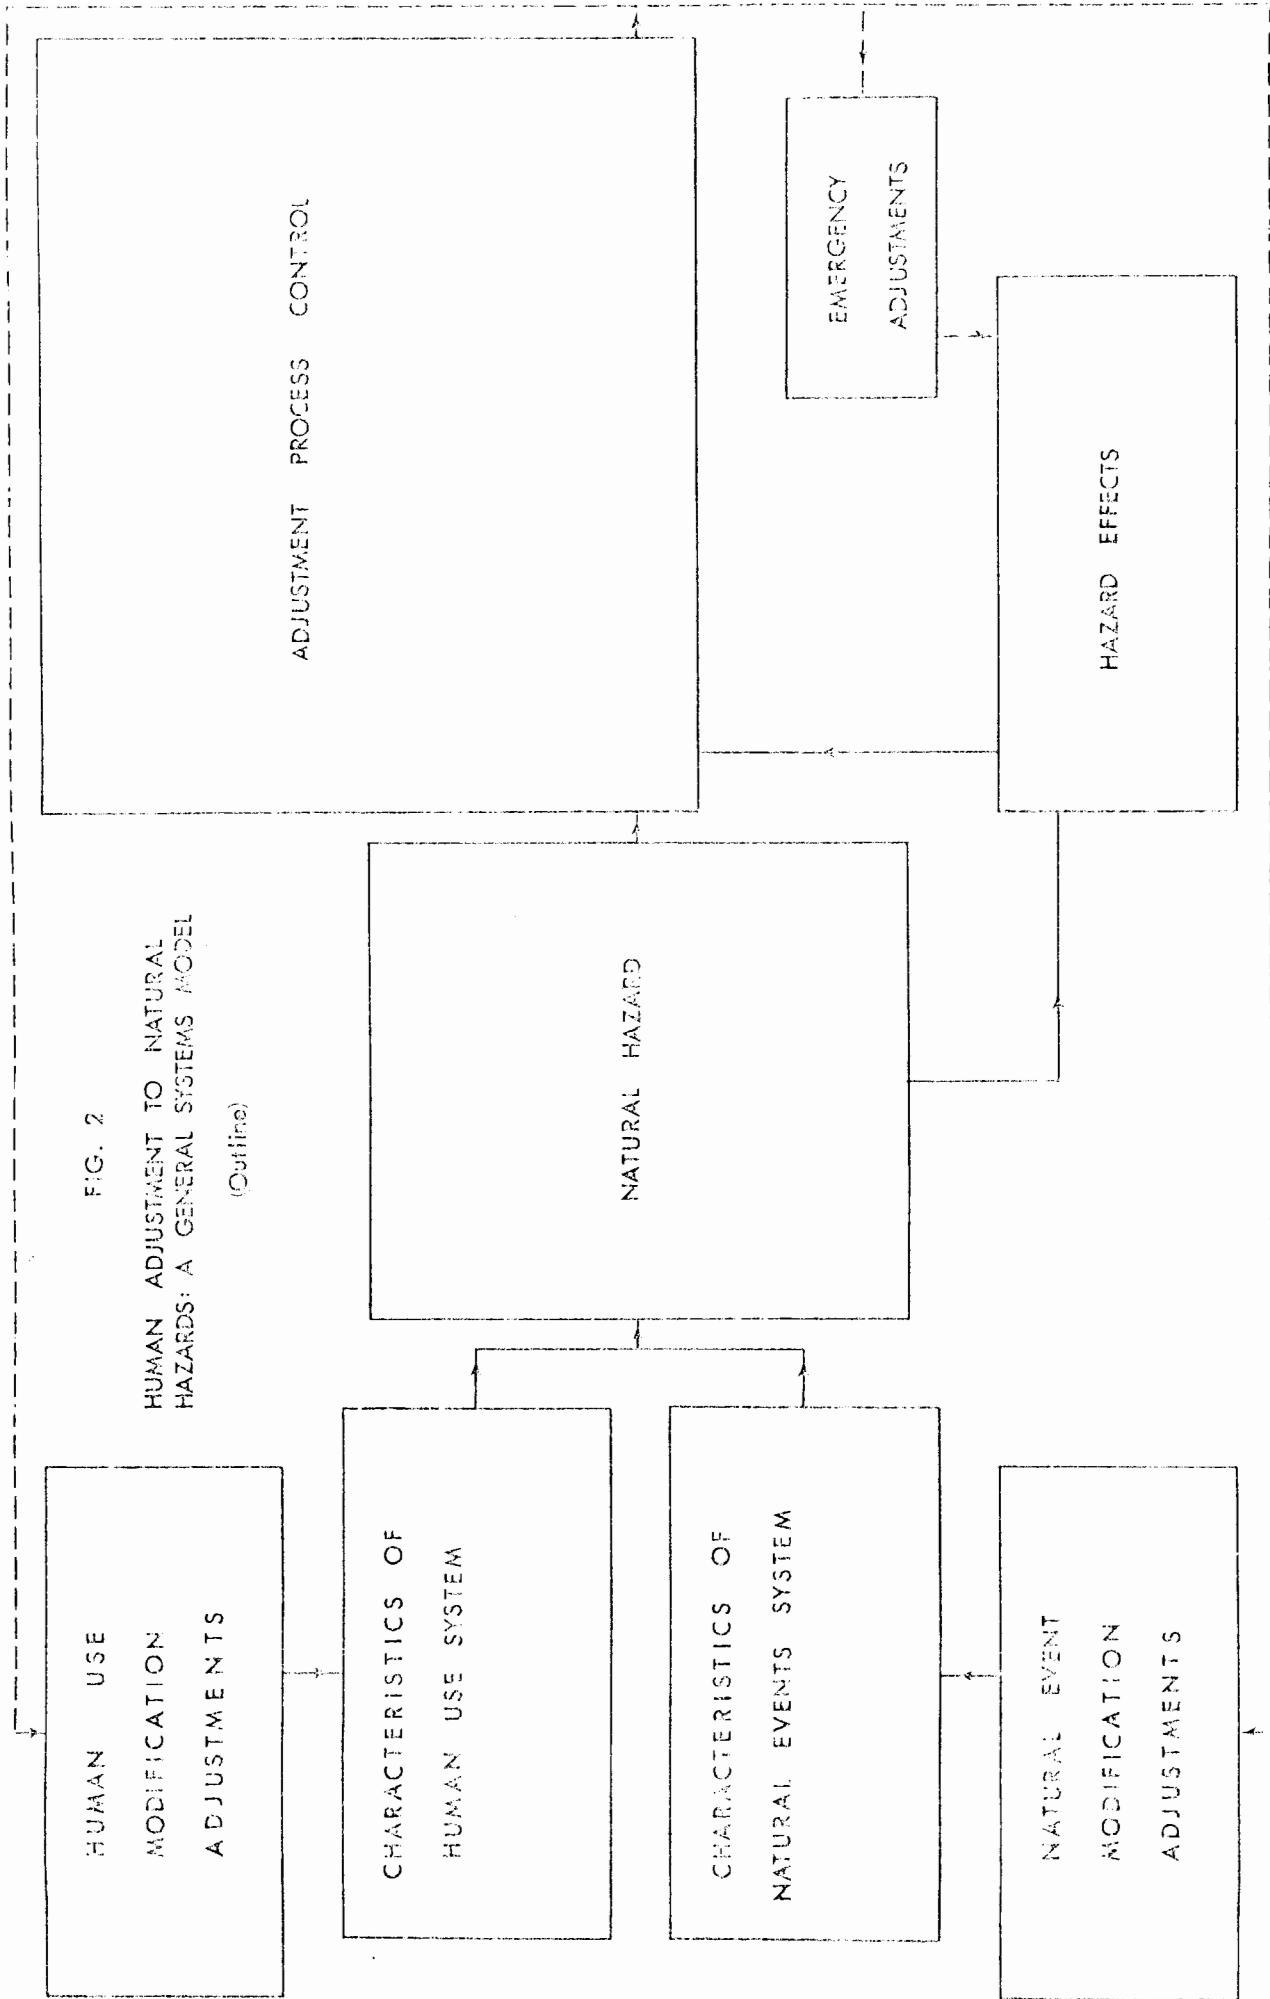 FIG. 2
HUMAN ADJUSTMENT TO NATURAL
HAZARDS: A GENERAL SYSTEMS MODEL
(Outline)
HUMAN USE
MODIFICATION
ADJUSTMENTS
CHARACTERISTICS OF
HUMAN USE SYSTEM
CHARACTERISTICS OF
NATURAL EVENTS SYSTEM
NATURAL EVENT
MODIFICATION
ADJUSTMENTS
NATURAL HAZARD
ADJUSTMENT PROCESS CONTROL
EMERGENCY
ADJUSTMENTS
HAZARD EFFECTS